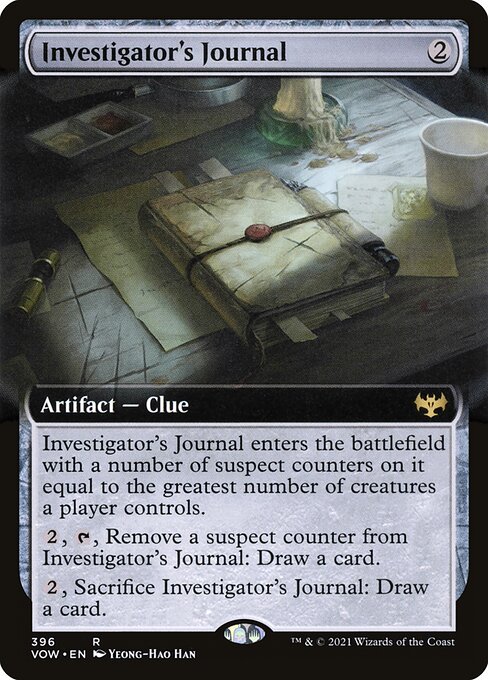 Investigator's Journal 2
Artifact — Clue
Investigator's Journal enters the battlefield
with a number of suspect counters on it
equal to the greatest number of creatures
a player controls.
2, , Remove a suspect counter from
Investigator's Journal: Draw a card.
2, Sacrifice Investigator's Journal: Draw
a card.
396 R
VOW • EN Yeong-Hao Han
™ & © 2021 Wizards of the Coast